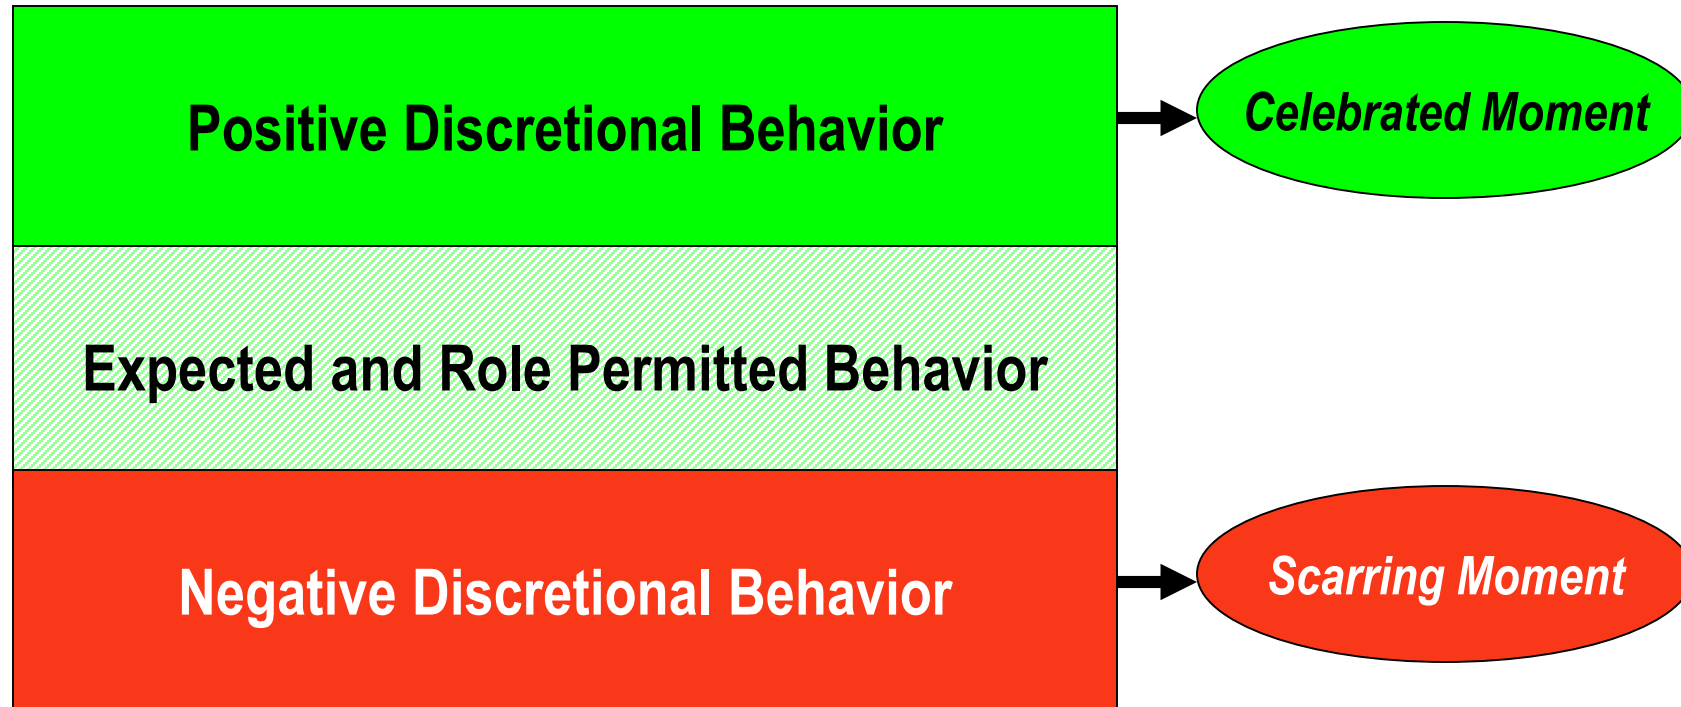 Positive Discretional Behavior
Celebrated Moment
Expected and Role Permitted Behavior
Negative Discretional Behavior
Scarring Moment